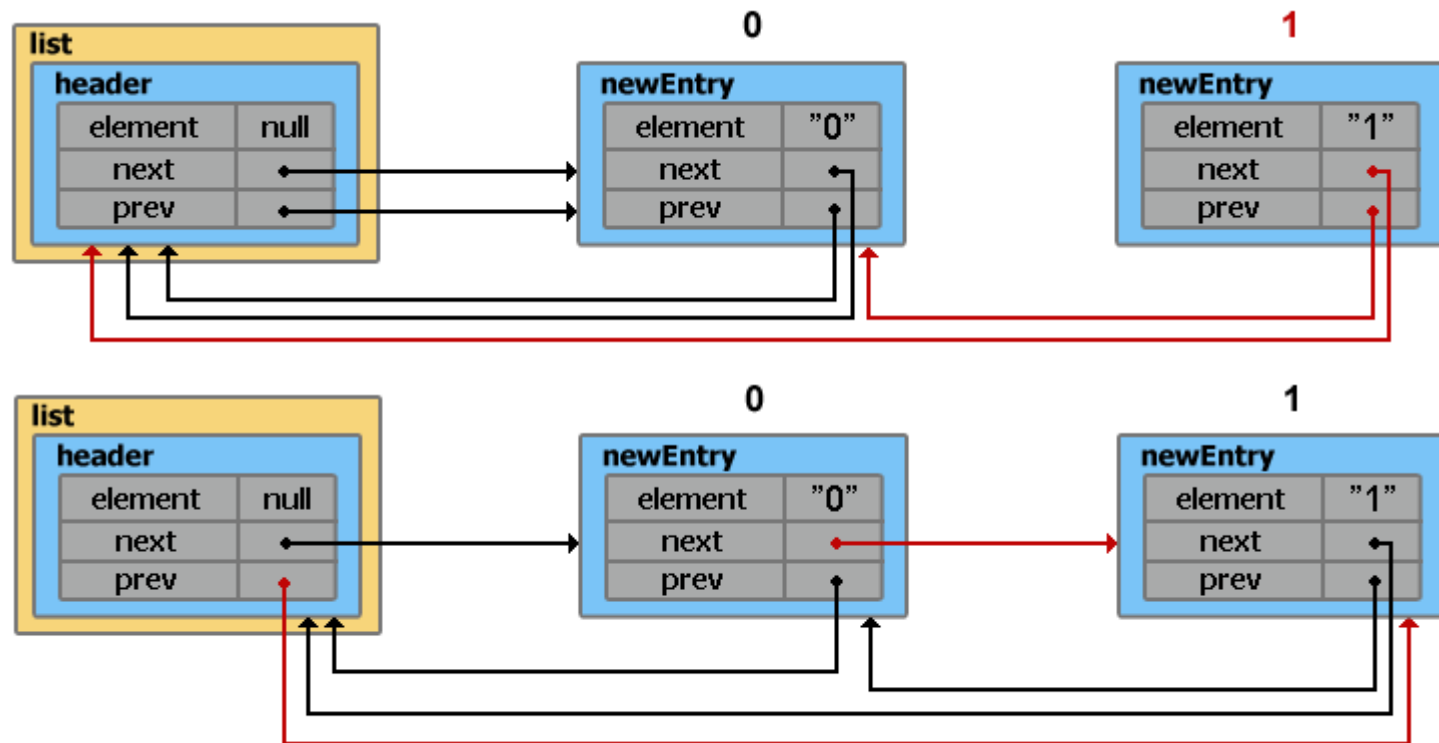 0 1
list
header newEntry newEntry
element null element ”0” element ”1”
next next next
prev prev prev
0 1
list
header newEntry newEntry
element null element ”0” element ”1”
next next next
prev prev prev